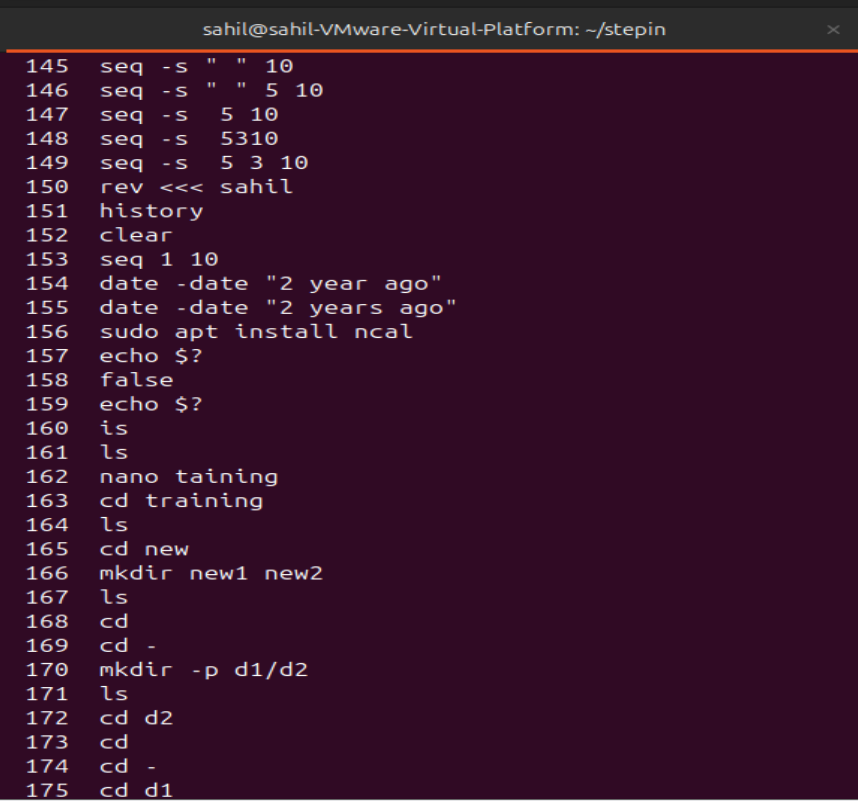 sahil@sahil-VMware-Virtual-Platform: ~/stepin
145 seq -s " " 10
146 seq -s " " 5 10
147 seq -s  5 10
148 seq -s  5310
149 seq -s  5 3 10
150 rev <<< sahil
151 history
152 clear
153 seq 1 10
154 date -date "2 year ago"
155 date -date "2 years ago"
156 sudo apt install ncal
157 echo $?
158 false
159 echo $?
160 is
161 ls
162 nano taining
163 cd training
164 ls
165 cd new
166 mkdir new1 new2
167 ls
168 cd
169 cd -
170 mkdir -p d1/d2
171 ls
172 cd d2
173 cd
174 cd -
175 cd d1